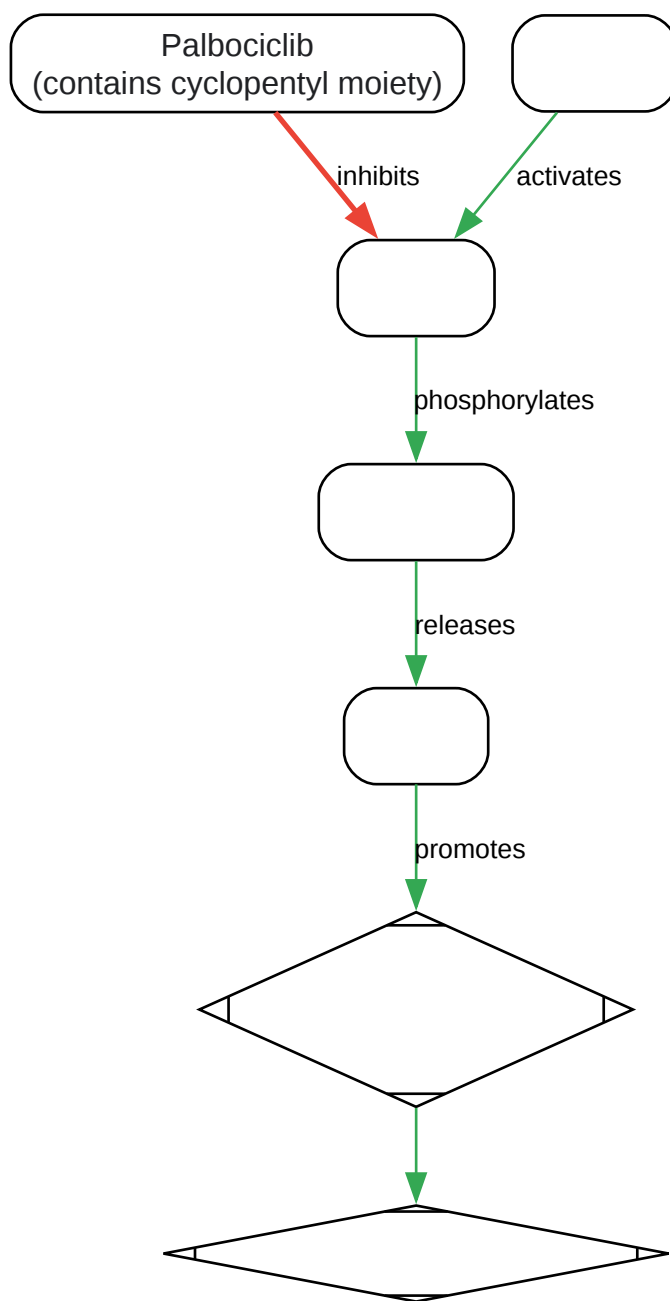 Palbociclib
(contains cyclopentyl moiety)
inhibits
activates
phosphorylates
releases
promotes